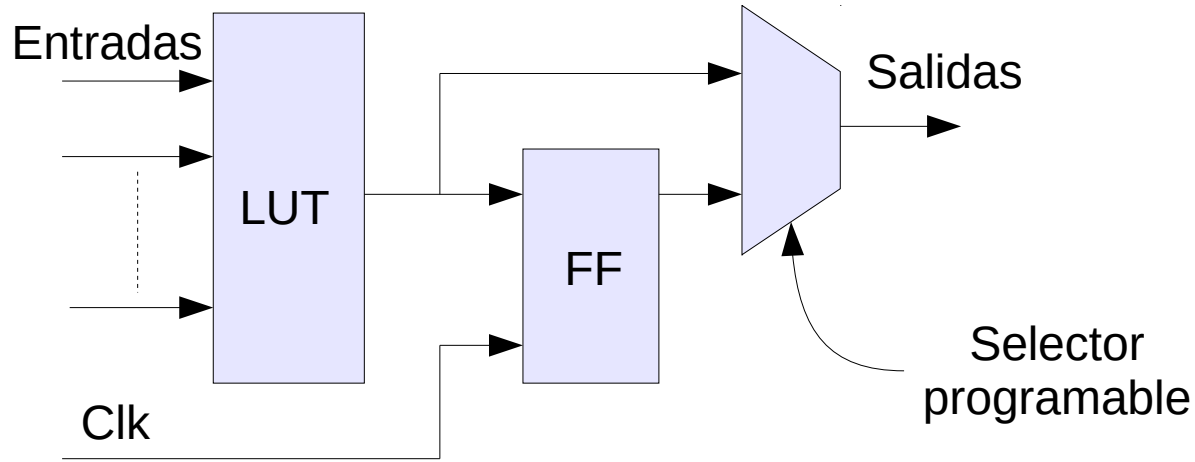 Entradas
Salidas
LUT
FF
Selector
programable
Clk